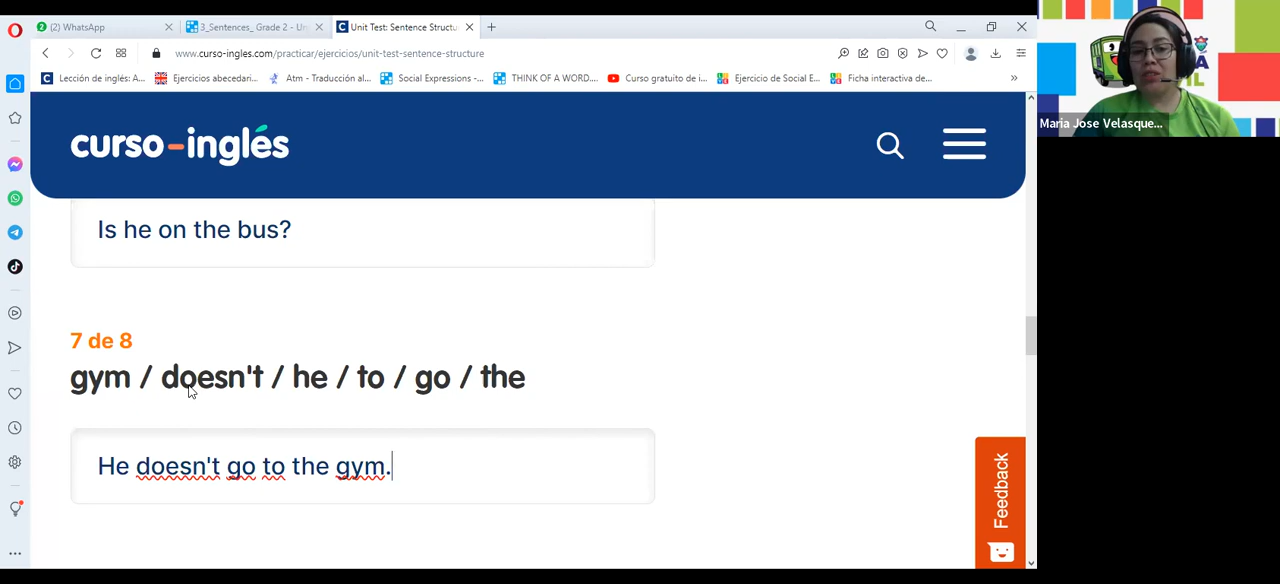 2
(2) WhatsApp
3_Sentences_ Grade 2 - Un
Unit Test: Sentence Structu
www.curso-ingles.com/practicar/ejercicios/unit-test-sentence-structure
Lección de inglés: A...
Ejercicios abecedari...
Atm - Traducción al...
Social Expressions -...
THINK OF A WORD....
Curso gratuito de i...
Ejercicio de Social E...
Ficha interactiva de...
»
curso-inglés
Is he on the bus?
7 de 8
gym / doesn't / he / to / go / the
He doesn't go to the gym.
Feedback
Maria Jose Velasque...